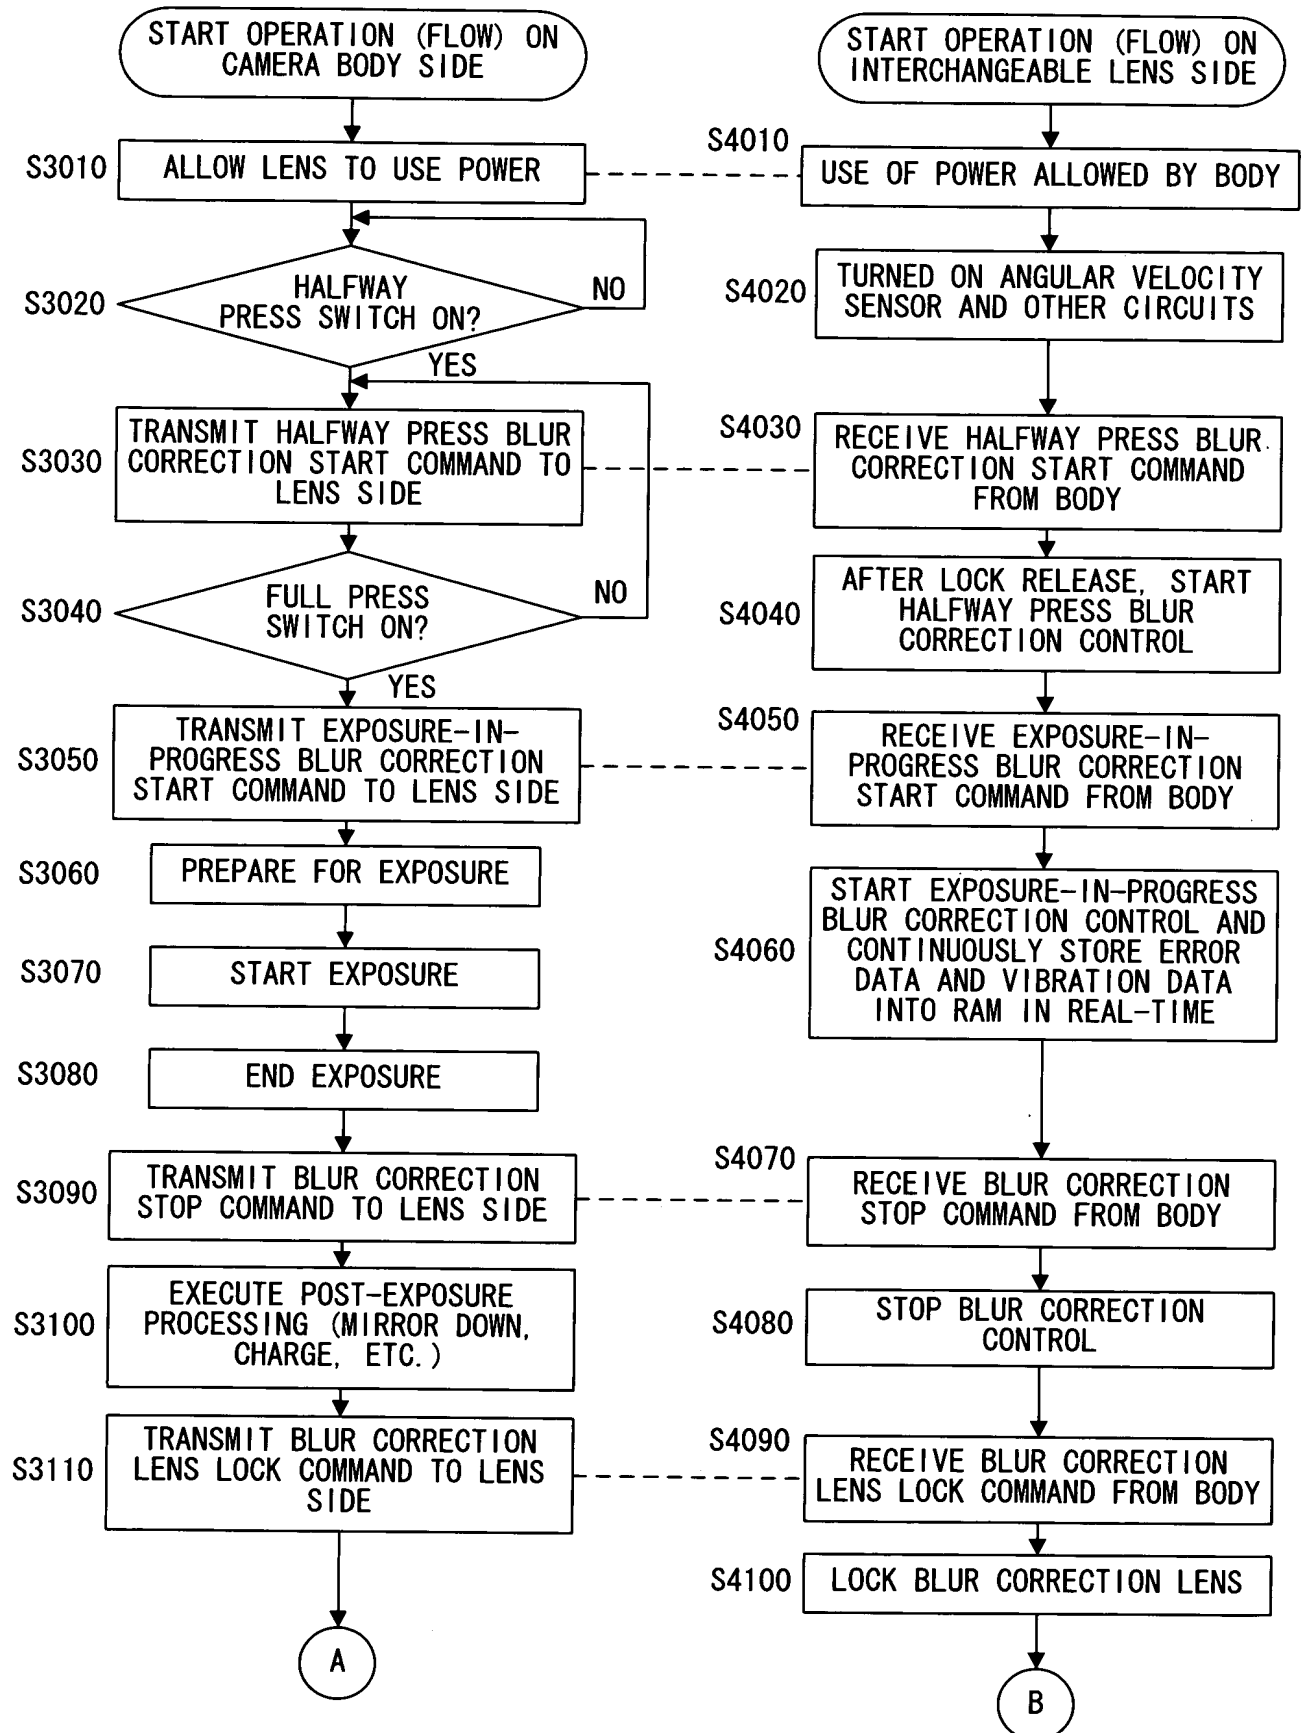 START OPERATION (FLOW) ON
CAMERA BODY SIDE
S3010
ALLOW LENS TO USE POWER
S3020
HALFWAY
PRESS SWITCH ON?
NO
YES
S3030
TRANSMIT HALFWAY PRESS BLUR
CORRECTION START COMMAND TO
LENS SIDE
S3040
FULL PRESS
SWITCH ON?
NO
YES
S3050
TRANSMIT EXPOSURE-IN-
PROGRESS BLUR CORRECTION
START COMMAND TO LENS SIDE
S3060
PREPARE FOR EXPOSURE
S3070
START EXPOSURE
S3080
END EXPOSURE
S3090
TRANSMIT BLUR CORRECTION
STOP COMMAND TO LENS SIDE
S3100
EXECUTE POST-EXPOSURE
PROCESSING (MIRROR DOWN,
CHARGE, ETC.)
S3110
TRANSMIT BLUR CORRECTION
LENS LOCK COMMAND TO LENS
SIDE
A
START OPERATION (FLOW) ON
INTERCHANGEABLE LENS SIDE
S4010
USE OF POWER ALLOWED BY BODY
S4020
TURNED ON ANGULAR VELOCITY
SENSOR AND OTHER CIRCUITS
S4030
RECEIVE HALFWAY PRESS BLUR
CORRECTION START COMMAND
FROM BODY
S4040
AFTER LOCK RELEASE, START
HALFWAY PRESS BLUR
CORRECTION CONTROL
S4050
RECEIVE EXPOSURE-IN-
PROGRESS BLUR CORRECTION
START COMMAND FROM BODY
S4060
START EXPOSURE-IN-PROGRESS
BLUR CORRECTION CONTROL AND
CONTINUOUSLY STORE ERROR
DATA AND VIBRATION DATA
INTO RAM IN REAL-TIME
S4070
RECEIVE BLUR CORRECTION
STOP COMMAND FROM BODY
S4080
STOP BLUR CORRECTION
CONTROL
S4090
RECEIVE BLUR CORRECTION
LENS LOCK COMMAND FROM BODY
S4100
LOCK BLUR CORRECTION LENS
B